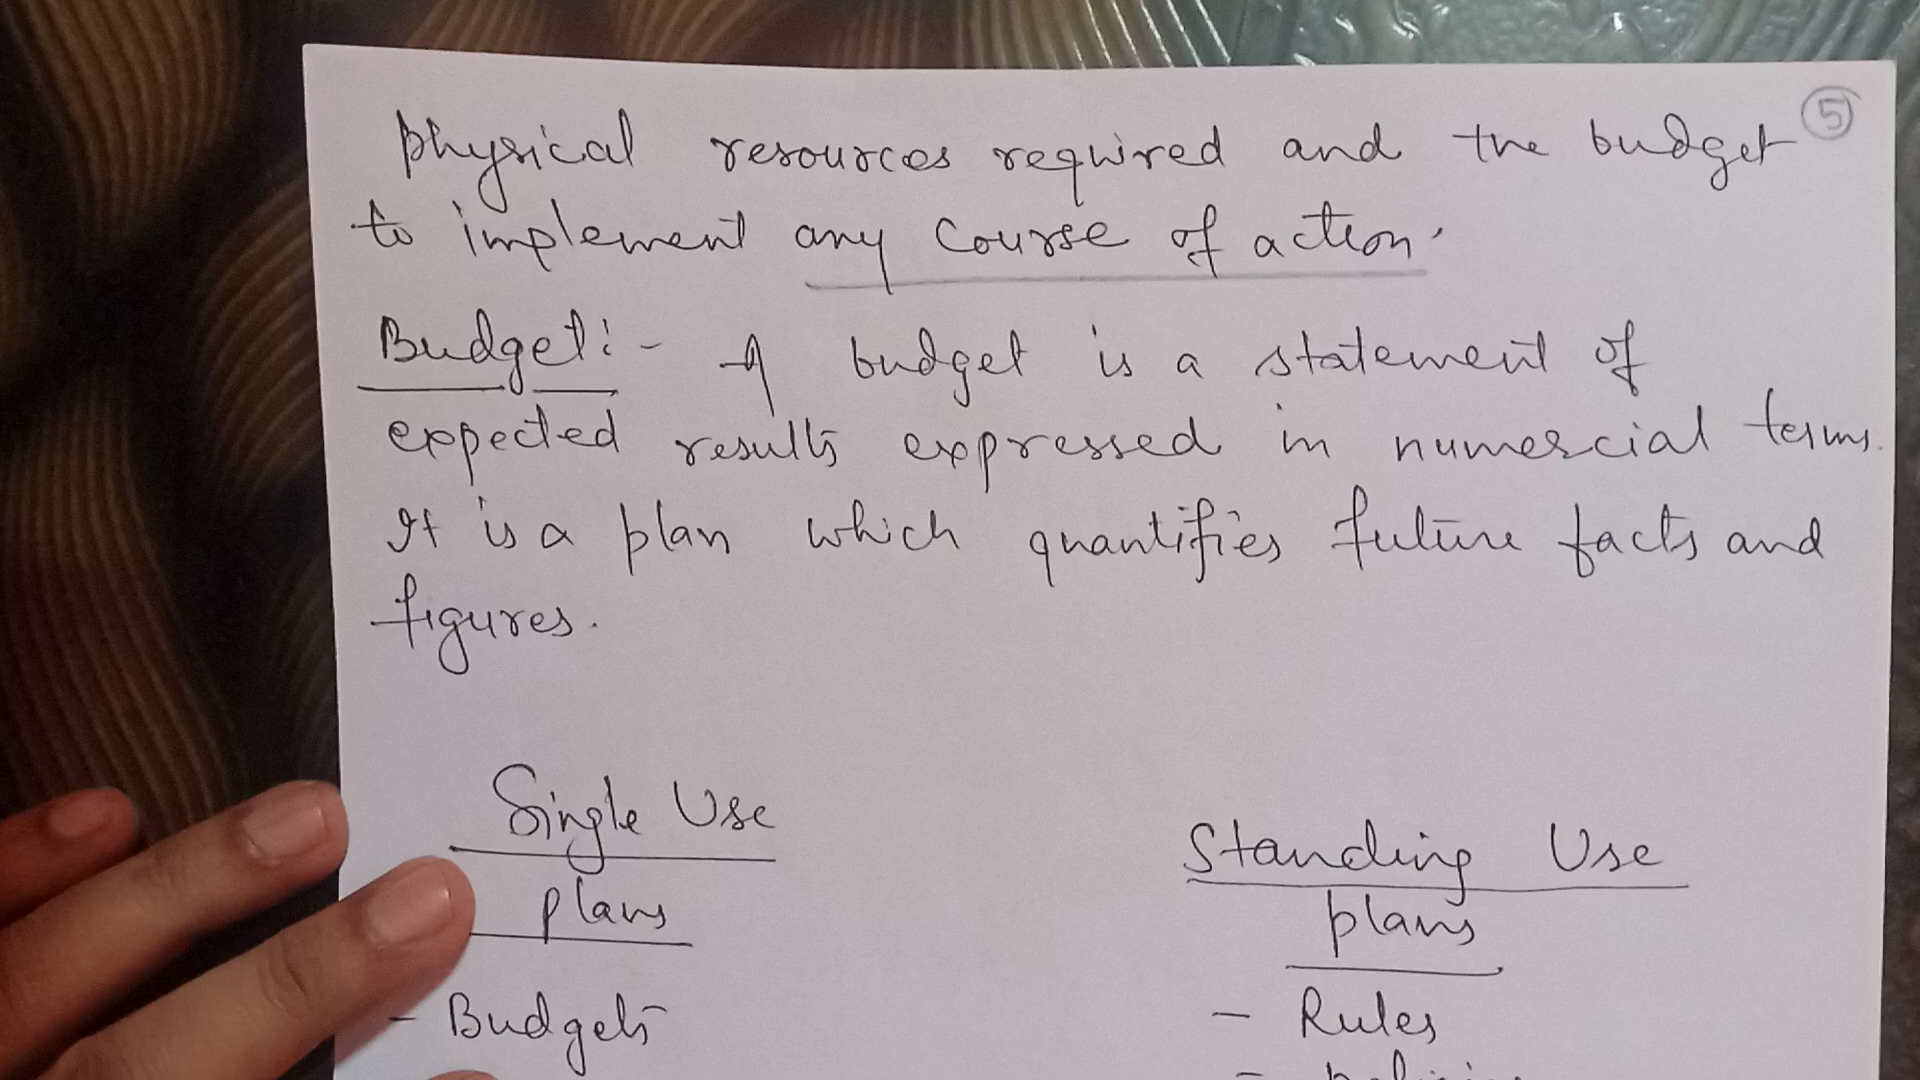 5
physical resources required and the budget
to implement any course of action.
Budget:- A budget is a statement of
expected results expressed in numercial terms.
It is a plan which quantifies future facts and
figures.
Single Use
plans
- Budgets
Standing Use
plans
- Rules
-